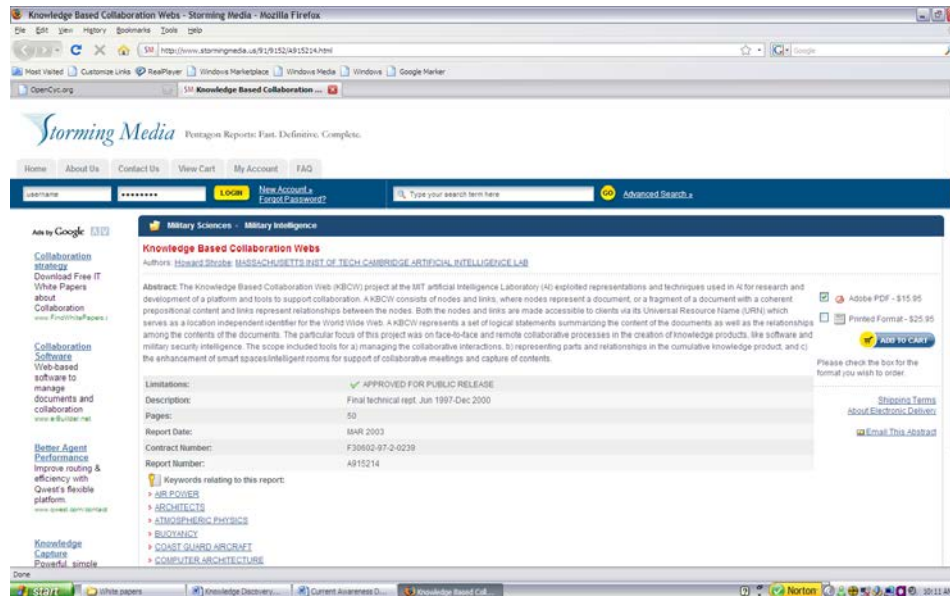 Knowledge Based Collaboration Webs - Storming Media - Mozilla Firefox
File Edit View History Bookmarks Tools Help
SM http://www.stormingmedia.us/91/9152/A915214.html
Google
Most Visited Customize Links RealPlayer Windows Marketplace Windows Media Windows Google Marker
OpenCyc.org
SM Knowledge Based Collaboration ...
Storming Media Pentagon Reports: Fast. Definitive. Complete.
Home About Us Contact Us View Cart My Account FAQ
username ******** LOGIN New Account » Type your search term here GO Advanced Search »
Forgot Password?
Ads by Google
Collaboration
strategy
Download Free IT
White Papers
about
Collaboration
www.FindWhitePapers.c
Collaboration
Software
Web-based
software to
manage
documents and
collaboration
www.e-Builder.net
Better Agent
Performance
Improve routing &
efficiency with
Qwest's flexible
platform.
Knowledge
Capture
Powerful, simple
Military Sciences - Military Intelligence
Knowledge Based Collaboration Webs
Authors: Howard Shrobe; MASSACHUSETTS INST OF TECH CAMBRIDGE ARTIFICIAL INTELLIGENCE LAB
Abstract: The Knowledge Based Collaboration Web (KBCW) project at the MIT artificial Intelligence Laboratory (AI) exploited representations and techniques used in AI for research and
development of a platform and tools to support collaboration. A KBCW consists of nodes and links, where nodes represent a document, or a fragment of a document with a coherent
prepositional content and links represent relationships between the nodes. Both the nodes and links are made accessible to clients via its Universal Resource Name (URN) which
serves as a location independent identifier for the World Wide Web. A KBCW represents a set of logical statements summarizing the content of the documents as well as the relationships
among the contents of the documents. The particular focus of this project was on face-to-face and remote collaborative processes in the creation of knowledge products, like software and
military security intelligence. The scope included tools for a) managing the collaborative interactions, b) representing parts and relationships in the cumulative knowledge product, and c)
the enhancement of smart spaces/intelligent rooms for support of collaborative meetings and capture of contents.
Limitations: APPROVED FOR PUBLIC RELEASE
Description: Final technical rept. Jun 1997-Dec 2000
Pages: 50
Report Date: MAR 2003
Contract Number: F30602-97-2-0239
Report Number: A915214
Keywords relating to this report:
AIR POWER
ARCHITECTS
ATMOSPHERIC PHYSICS
BUOYANCY
COAST GUARD AIRCRAFT
COMPUTER ARCHITECTURE
Adobe PDF - $15.95
Printed Format - $25.95
ADD TO CART
Please check the box for the
format you wish to order.
Shipping Terms
About Electronic Delivery
Email This Abstract
Done
start White papers Knowledge Discovery... Current Awareness D... Knowledge Based Coll... Norton 10:11